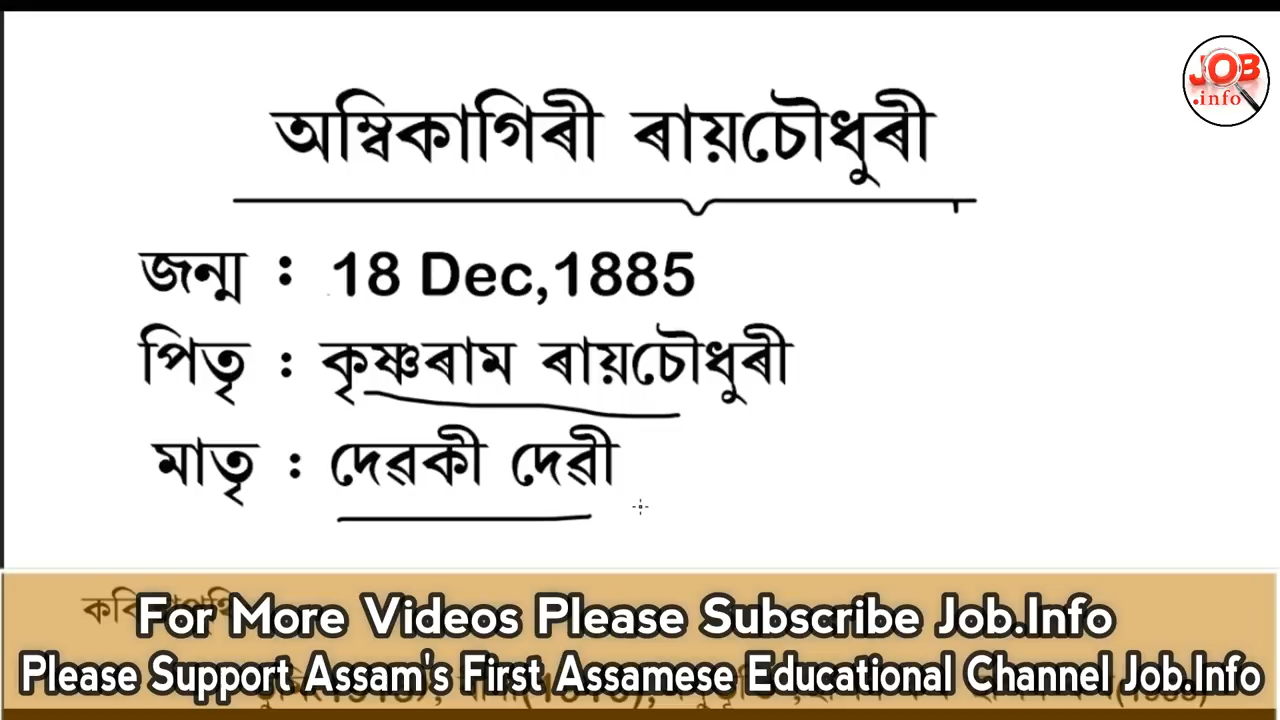 JOB
.info
অম্বিকাগিৰী ৰায়চৌধুৰী
জন্ম : 18 Dec,1885
পিতৃ : কৃষ্ণৰাম ৰায়চৌধুৰী
মাতৃ : দেৱকী দেৱী
For More Videos Please Subscribe Job.Info
Please Support Assam's First Assamese Educational Channel Job.Info